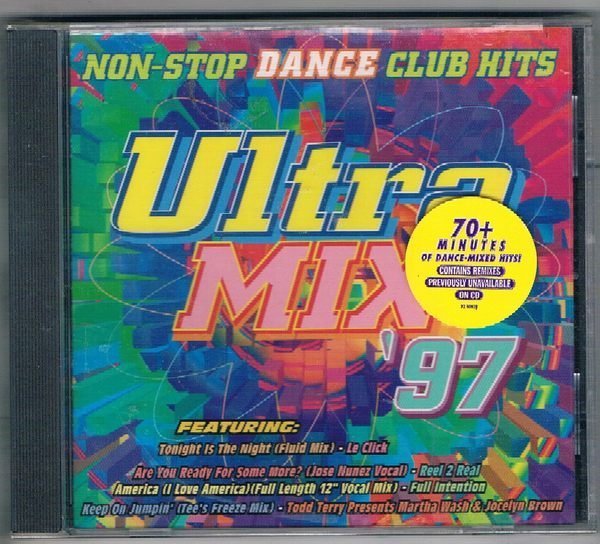 NON-STOP DANCE CLUB HITS
Ultra
MIX
'97
70+
MINUTES
OF DANCE-MIXED HITS!
CONTAINS REMIXES
PREVIOUSLY UNAVAILABLE
ON CD
FEATURING:
Tonight Is The Night (Fluid Mix) - Le Click
Are You Ready For Some More? (Jose Nunez Vocal) - Reel 2 Real
America (I Love America)(Full Length 12" Vocal Mix) - Full Intention
Keep On Jumpin' (Tee's Freeze Mix) - Todd Terry Presents Martha Wash & Jocelyn Brown